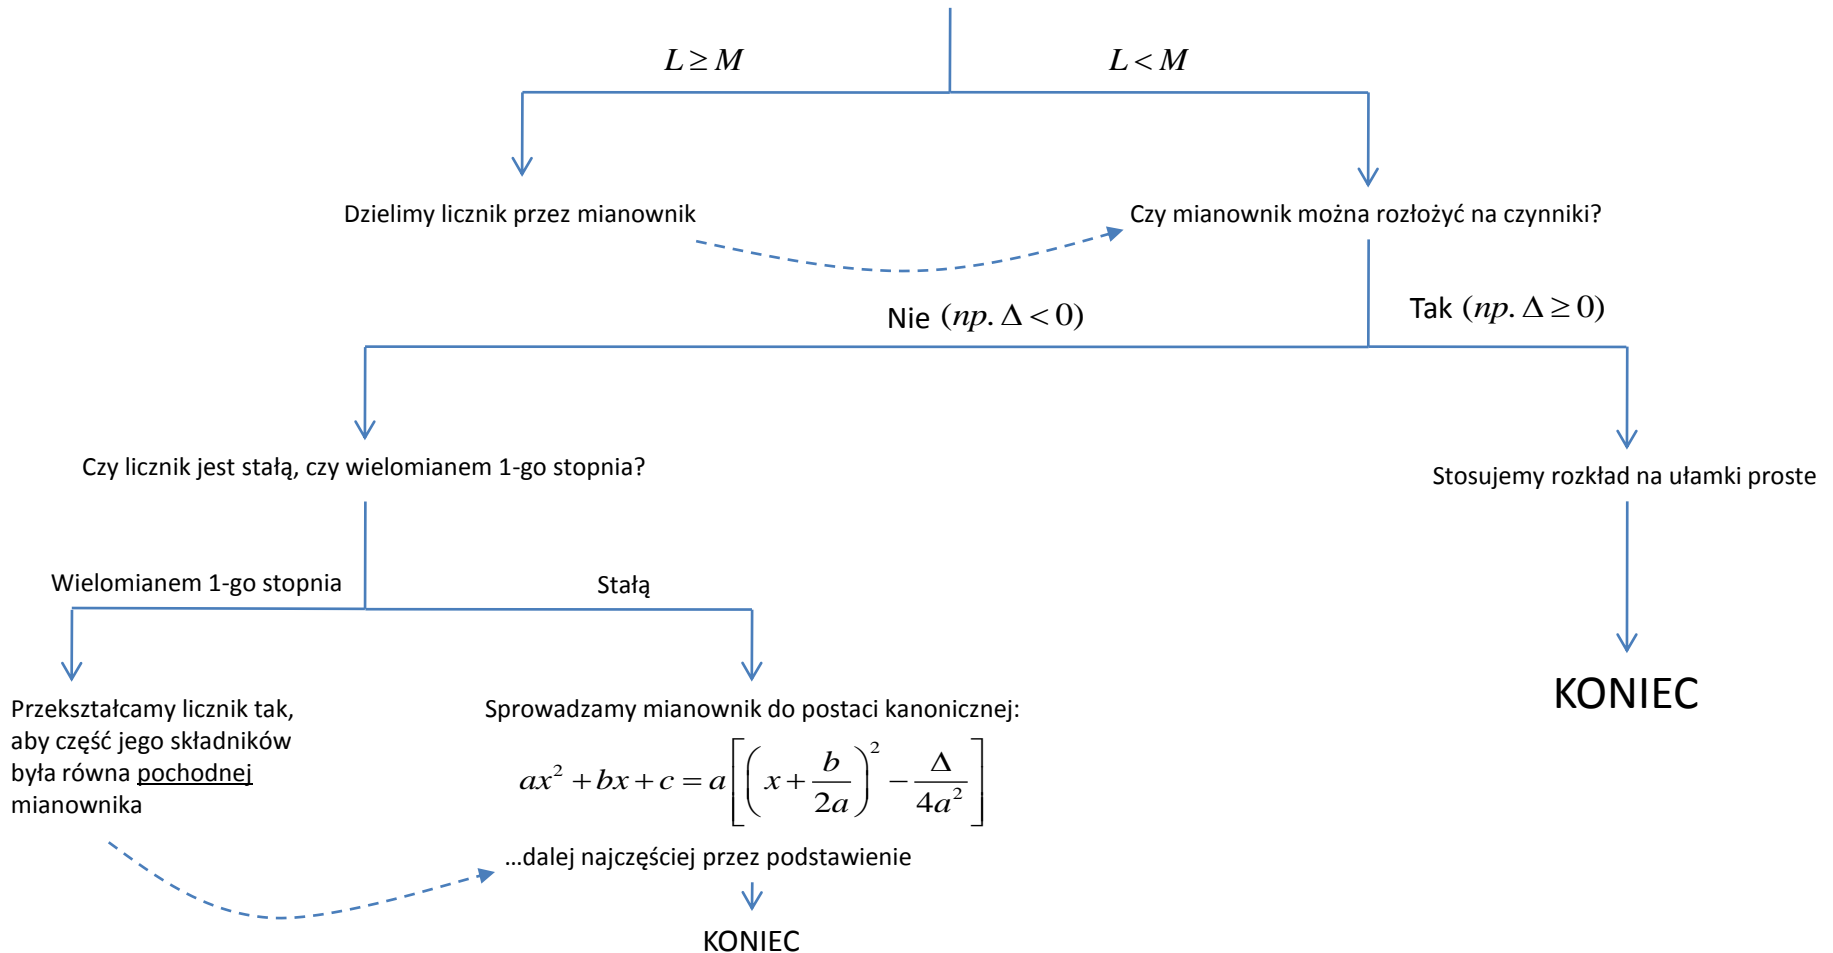 L ≥ M
L < M
Dzielimy licznik przez mianownik
Czy mianownik można rozłożyć na czynniki?
Nie (np. Δ < 0)
Tak (np. Δ ≥ 0)
Czy licznik jest stałą, czy wielomianem 1-go stopnia?
Stosujemy rozkład na ułamki proste
Wielomianem 1-go stopnia
Stałą
KONIEC
Przekształcamy licznik tak,
aby część jego składników
była równa pochodnej
mianownika
Sprowadzamy mianownik do postaci kanonicznej:
ax² + bx + c = a[(x + b/2a)² − Δ/4a²]
…dalej najczęściej przez podstawienie
KONIEC